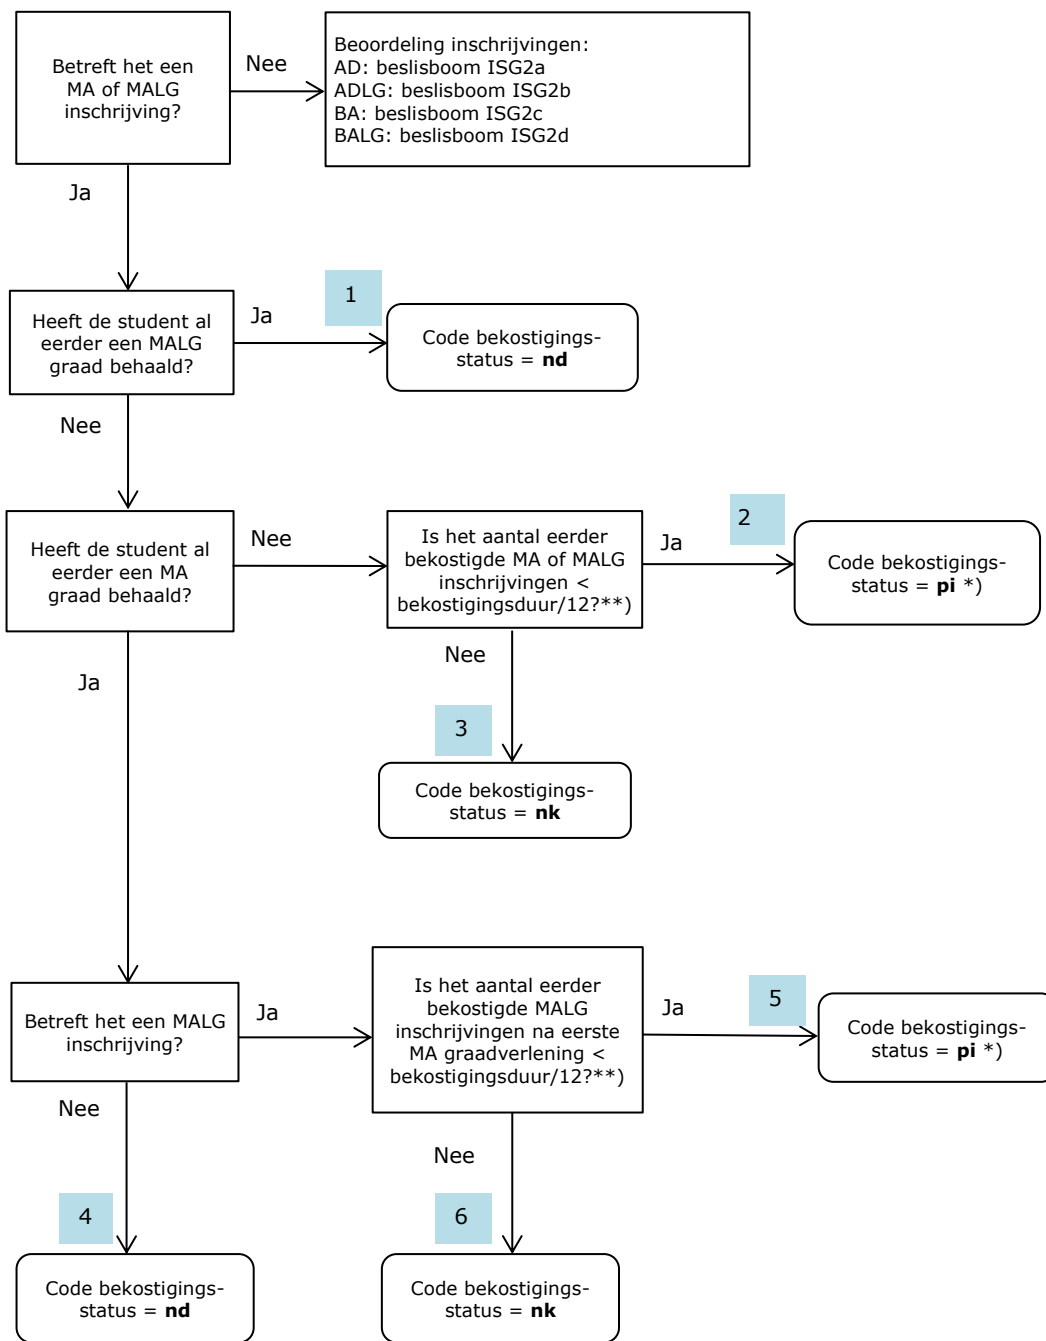 Betreft het een
MA of MALG
inschrijving?
Nee
Beoordeling inschrijvingen:
AD: beslisboom ISG2a
ADLG: beslisboom ISG2b
BA: beslisboom ISG2c
BALG: beslisboom ISG2d
Ja
Heeft de student al
eerder een MALG
graad behaald?
Ja
1
Code bekostigings-
status = nd
Nee
Heeft de student al
eerder een MA
graad behaald?
Nee
Is het aantal eerder
bekostigde MA of MALG
inschrijvingen <
bekostigingsduur/12?**)
Ja
2
Code bekostigings-
status = pi *)
Nee
3
Code bekostigings-
status = nk
Ja
Betreft het een MALG
inschrijving?
Ja
Is het aantal eerder
bekostigde MALG
inschrijvingen na eerste
MA graadverlening <
bekostigingsduur/12?**)
Ja
5
Code bekostigings-
status = pi *)
Nee
4
Code bekostigings-
status = nd
Nee
6
Code bekostigings-
status = nk